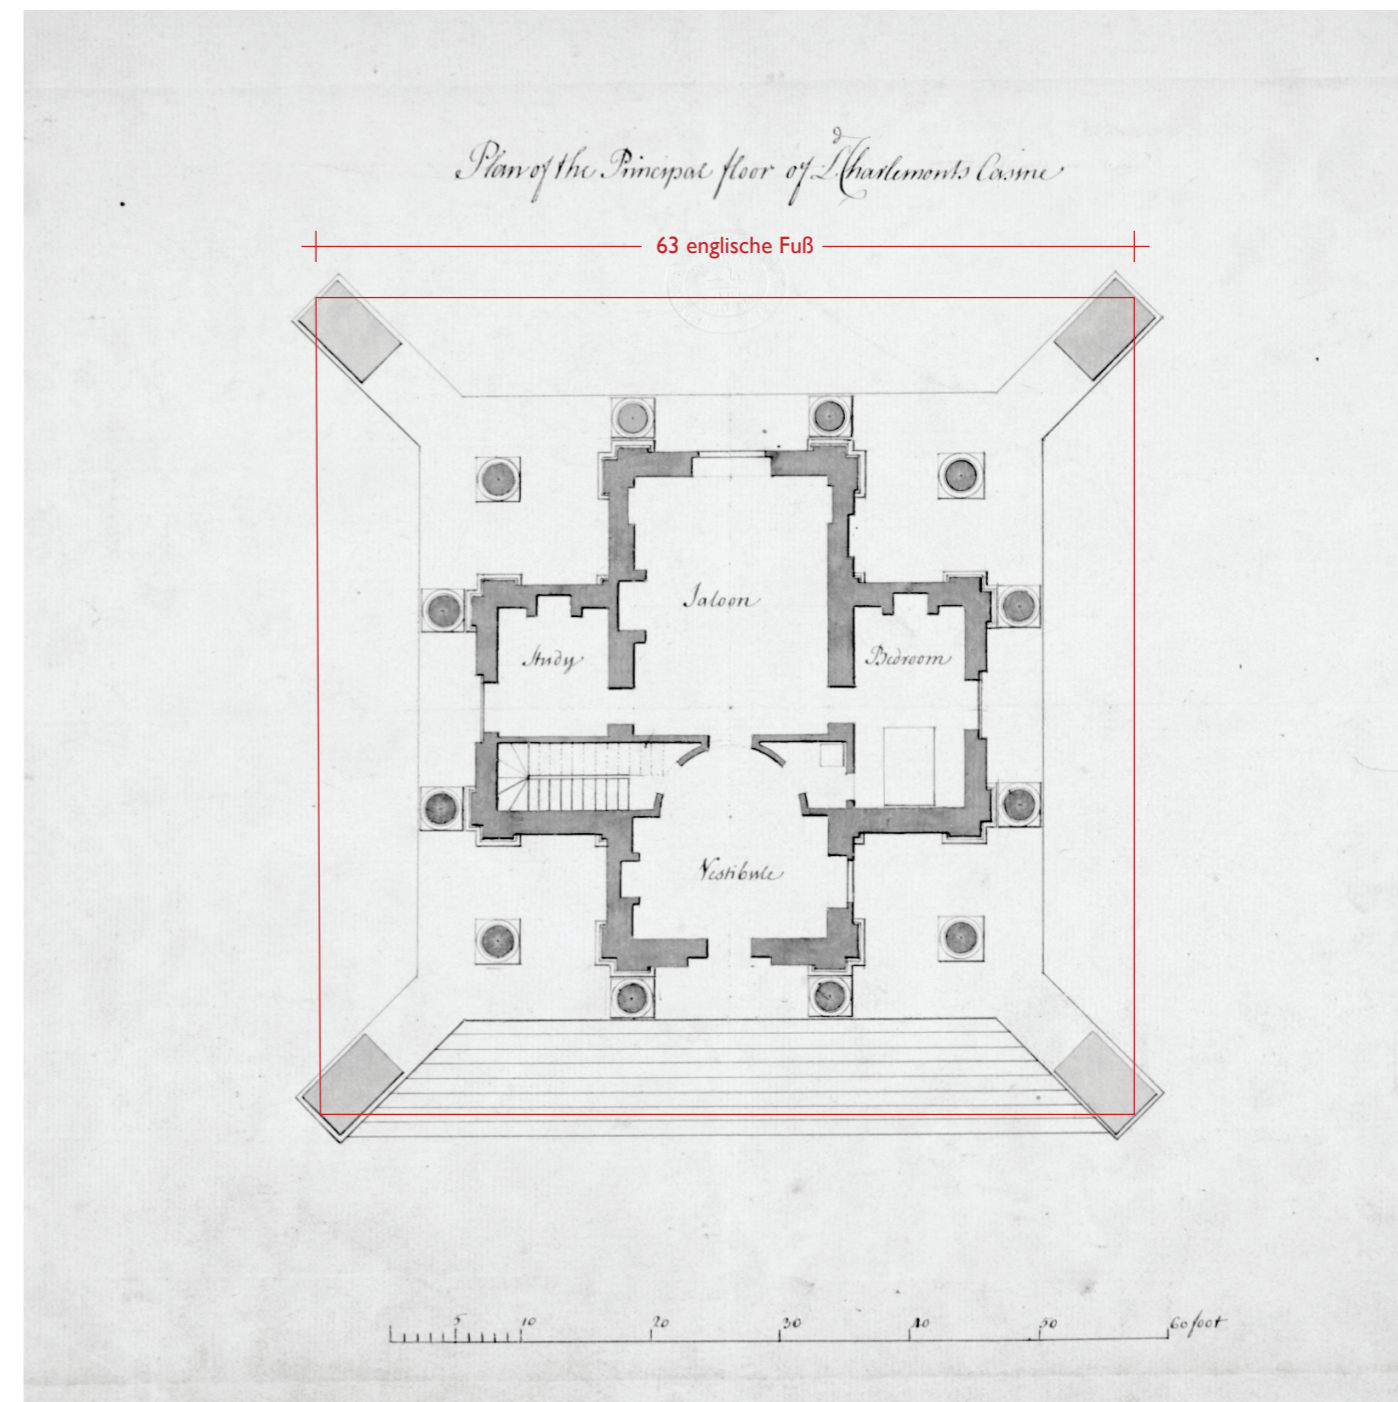 Plan of the Principal floor of Ld Charlemonts Casine
63 englische Fuß
Saloon
Study
Bedroom
Vestibule
5 10 20 30 40 50 60 foot